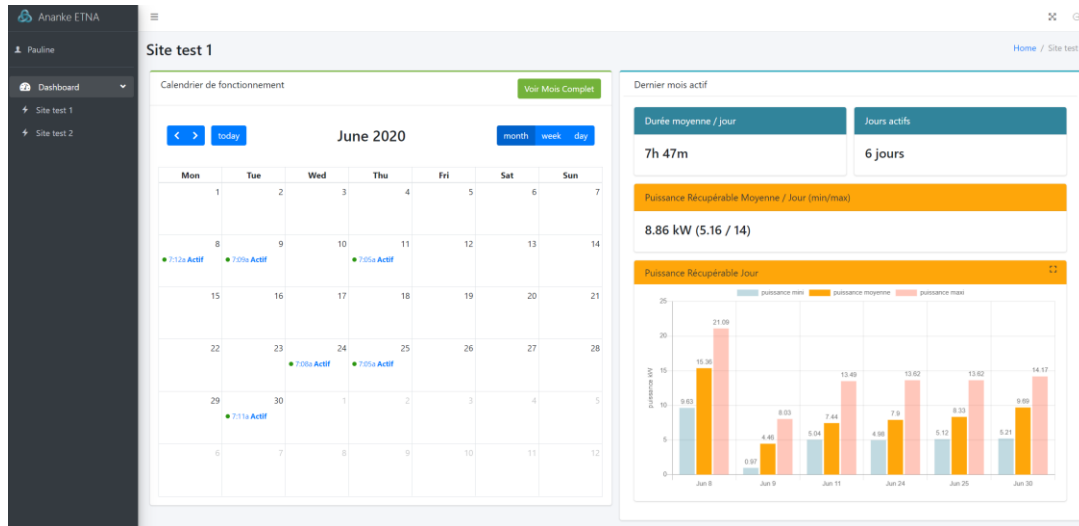 Ananke ETNA
Pauline
Dashboard
Site test 1
Site test 2
Site test 1
Home / Site test
Calendrier de fonctionnement
Voir Mois Complet
today
June 2020
month week day
Mon Tue Wed Thu Fri Sat Sun
1 2 3 4 5 6 7
8 9 10 11 12 13 14
7:12a Actif 7:09a Actif 7:05a Actif
15 16 17 18 19 20 21
22 23 24 25 26 27 28
7:08a Actif 7:05a Actif
29 30 1 2 3 4 5
7:11a Actif
6 7 8 9 10 11 12
Dernier mois actif
Durée moyenne / jour
7h 47m
Jours actifs
6 jours
Puissance Récupérable Moyenne / Jour (min/max)
8.86 kW (5.16 / 14)
Puissance Récupérable Jour
puissance mini puissance moyenne puissance maxi
puissance kW
25
20
15
10
5
0
9.63 15.36 21.09
0.97 4.46 8.03
5.04 7.44 13.49
4.98 7.9 13.62
5.12 8.33 13.62
5.21 9.69 14.17
Jun 8 Jun 9 Jun 11 Jun 24 Jun 25 Jun 30